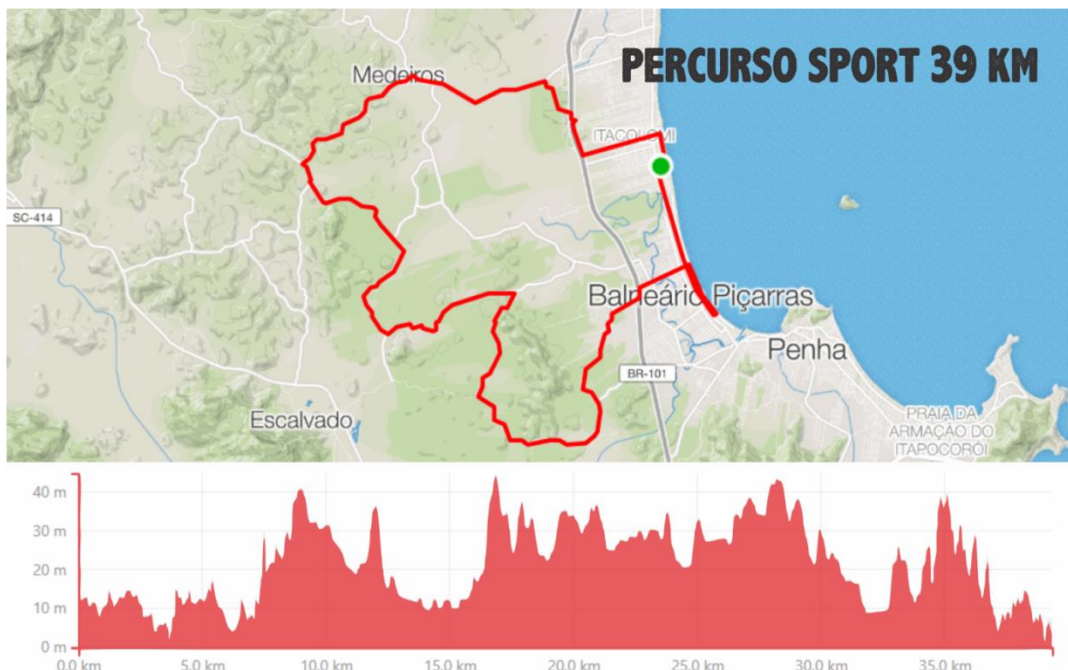 PERCURSO SPORT 39 KM
Medeiros
ITACOLOMI
SC-414
Balneário Piçarras
Penha
BR-101
Escalvado
PRAIA DA
ARMAÇÃO DO
ITAPOCORÓI
40 m
30 m
20 m
10 m
0 m
0.0 km 5.0 km 10.0 km 15.0 km 20.0 km 25.0 km 30.0 km 35.0 km